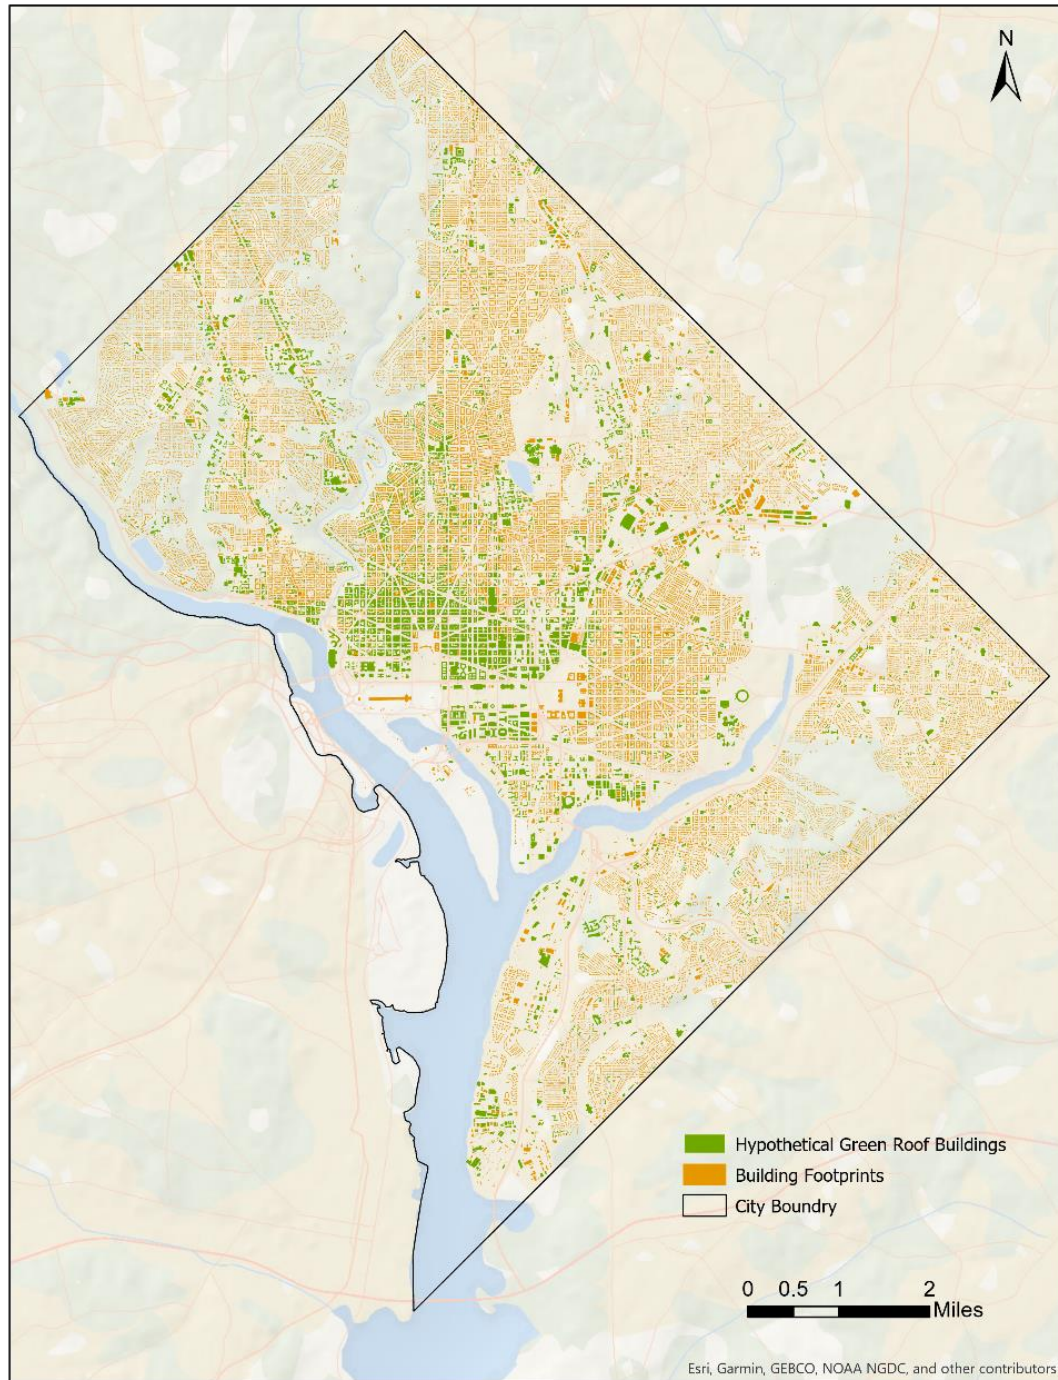 N
Hypothetical Green Roof Buildings
Building Footprints
City Boundry
0 0.5 1 2
Miles
Esri, Garmin, GEBCO, NOAA NGDC, and other contributors